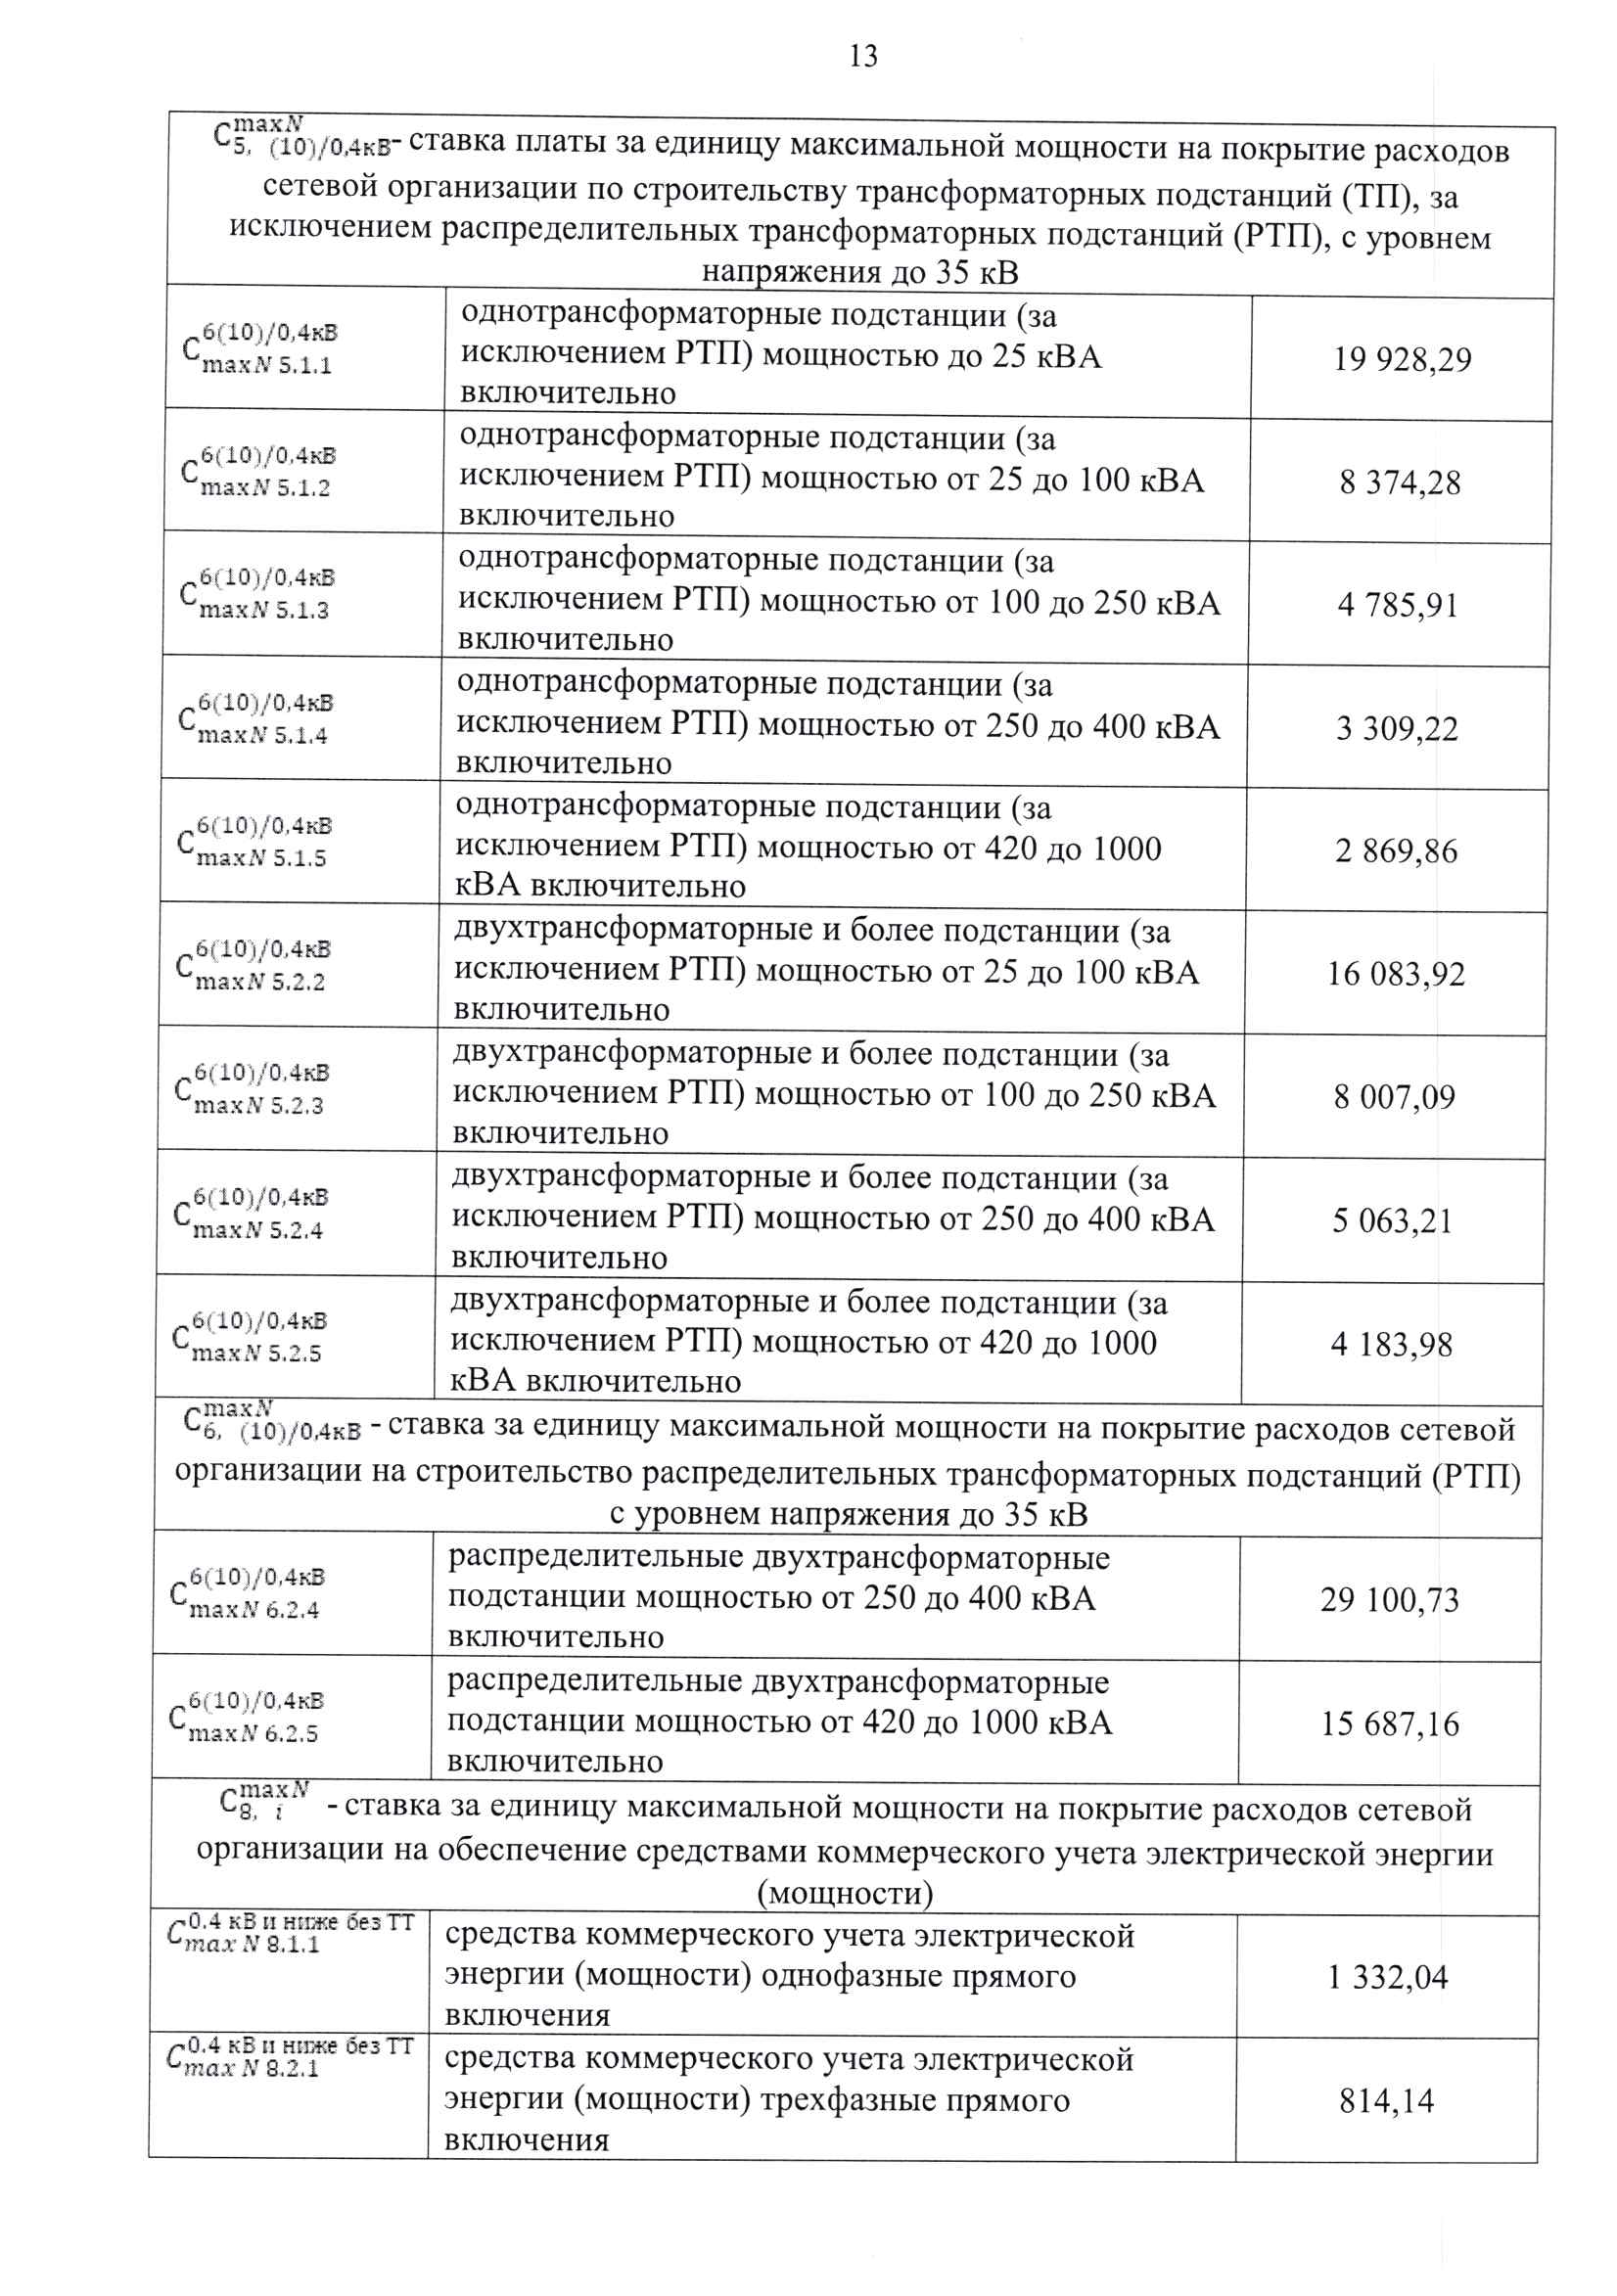 13
C^{maxN}_{5, (10)/0,4кВ} - ставка платы за единицу максимальной мощности на покрытие расходов
сетевой организации по строительству трансформаторных подстанций (ТП), за
исключением распределительных трансформаторных подстанций (РТП), с уровнем
напряжения до 35 кВ
C^{6(10)/0,4кВ}_{maxN 5.1.1}
однотрансформаторные подстанции (за
исключением РТП) мощностью до 25 кВА
включительно
19 928,29
C^{6(10)/0,4кВ}_{maxN 5.1.2}
однотрансформаторные подстанции (за
исключением РТП) мощностью от 25 до 100 кВА
включительно
8 374,28
C^{6(10)/0,4кВ}_{maxN 5.1.3}
однотрансформаторные подстанции (за
исключением РТП) мощностью от 100 до 250 кВА
включительно
4 785,91
C^{6(10)/0,4кВ}_{maxN 5.1.4}
однотрансформаторные подстанции (за
исключением РТП) мощностью от 250 до 400 кВА
включительно
3 309,22
C^{6(10)/0,4кВ}_{maxN 5.1.5}
однотрансформаторные подстанции (за
исключением РТП) мощностью от 420 до 1000
кВА включительно
2 869,86
C^{6(10)/0,4кВ}_{maxN 5.2.2}
двухтрансформаторные и более подстанции (за
исключением РТП) мощностью от 25 до 100 кВА
включительно
16 083,92
C^{6(10)/0,4кВ}_{maxN 5.2.3}
двухтрансформаторные и более подстанции (за
исключением РТП) мощностью от 100 до 250 кВА
включительно
8 007,09
C^{6(10)/0,4кВ}_{maxN 5.2.4}
двухтрансформаторные и более подстанции (за
исключением РТП) мощностью от 250 до 400 кВА
включительно
5 063,21
C^{6(10)/0,4кВ}_{maxN 5.2.5}
двухтрансформаторные и более подстанции (за
исключением РТП) мощностью от 420 до 1000
кВА включительно
4 183,98
C^{maxN}_{6, (10)/0,4кВ} - ставка за единицу максимальной мощности на покрытие расходов сетевой
организации на строительство распределительных трансформаторных подстанций (РТП)
с уровнем напряжения до 35 кВ
C^{6(10)/0,4кВ}_{maxN 6.2.4}
распределительные двухтрансформаторные
подстанции мощностью от 250 до 400 кВА
включительно
29 100,73
C^{6(10)/0,4кВ}_{maxN 6.2.5}
распределительные двухтрансформаторные
подстанции мощностью от 420 до 1000 кВА
включительно
15 687,16
C^{maxN}_{8, i} - ставка за единицу максимальной мощности на покрытие расходов сетевой
организации на обеспечение средствами коммерческого учета электрической энергии
(мощности)
C^{0.4 кВ и ниже без ТТ}_{max N 8.1.1}
средства коммерческого учета электрической
энергии (мощности) однофазные прямого
включения
1 332,04
C^{0.4 кВ и ниже без ТТ}_{max N 8.2.1}
средства коммерческого учета электрической
энергии (мощности) трехфазные прямого
включения
814,14